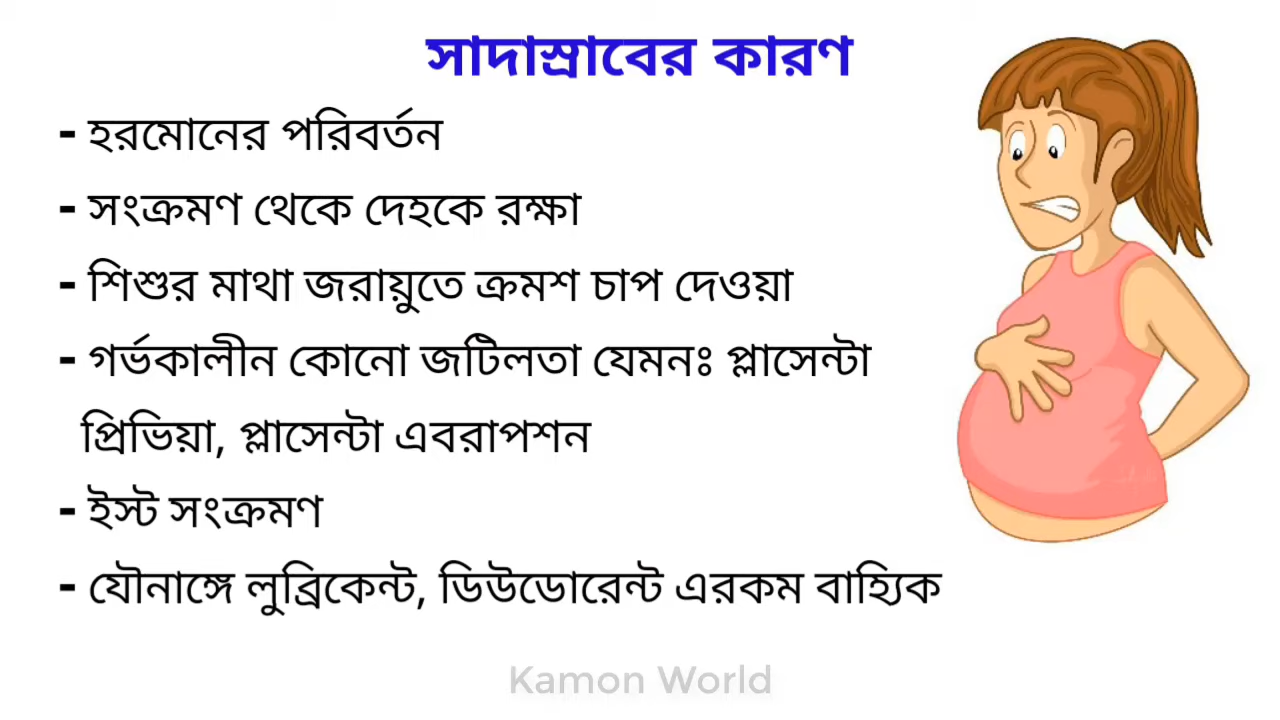 সাদাস্রাবের কারণ
- হরমোনের পরিবর্তন
- সংক্রমণ থেকে দেহকে রক্ষা
- শিশুর মাথা জরায়ুতে ক্রমশ চাপ দেওয়া
- গর্ভকালীন কোনো জটিলতা যেমনঃ প্লাসেন্টা
প্রিভিয়া, প্লাসেন্টা এবরাপশন
- ইস্ট সংক্রমণ
- যৌনাঙ্গে লুব্রিকেন্ট, ডিউডোরেন্ট এরকম বাহ্যিক
Kamon World